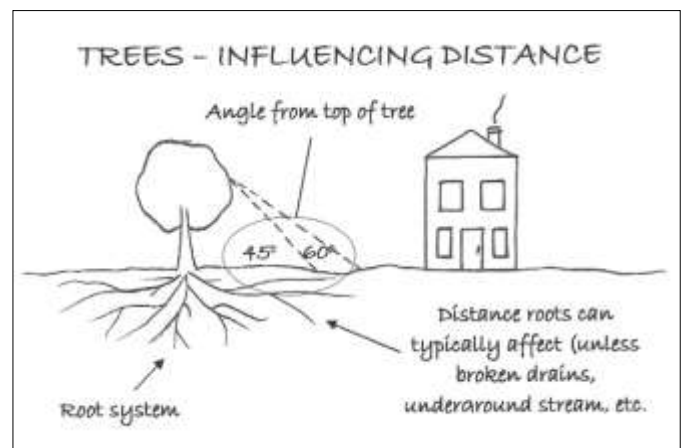 TREES – INFLUENCING DISTANCE
Angle from top of tree
45° 60°
Distance roots can
typically affect (unless
broken drains,
underground stream, etc.
Root system